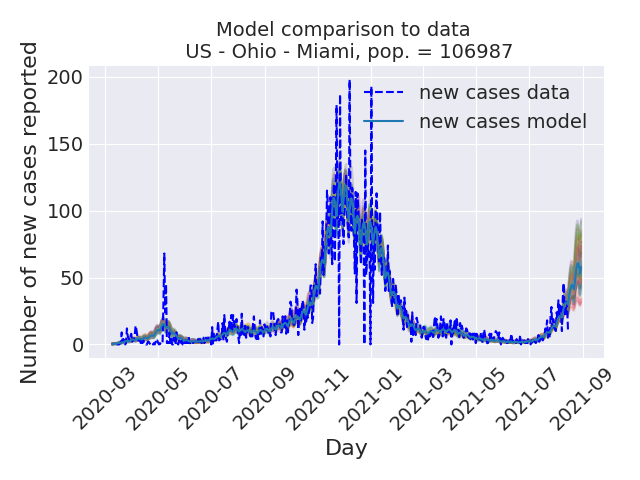 Model comparison to data
US - Ohio - Miami, pop. = 106987
Number of new cases reported
200
150
100
50
0
new cases data
new cases model
2020-03
2020-05
2020-07
2020-09
2020-11
2021-01
2021-03
2021-05
2021-07
2021-09
Day